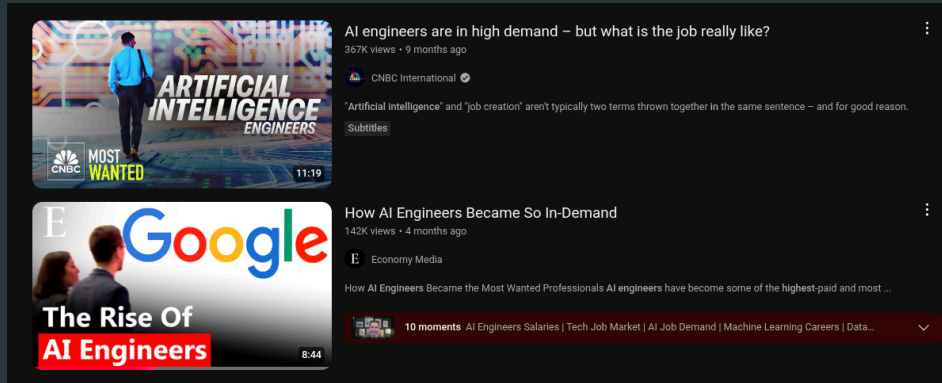 ARTIFICIAL
INTELLIGENCE
ENGINEERS
CNBC
MOST
WANTED
11:19
AI engineers are in high demand – but what is the job really like?
367K views • 9 months ago
CNBC International
"Artificial intelligence" and "job creation" aren't typically two terms thrown together in the same sentence – and for good reason.
Subtitles
E
Google
The Rise Of
AI Engineers
8:44
How AI Engineers Became So In-Demand
142K views • 4 months ago
E Economy Media
How AI Engineers Became the Most Wanted Professionals AI engineers have become some of the highest-paid and most ...
10 moments AI Engineers Salaries | Tech Job Market | AI Job Demand | Machine Learning Careers | Data...